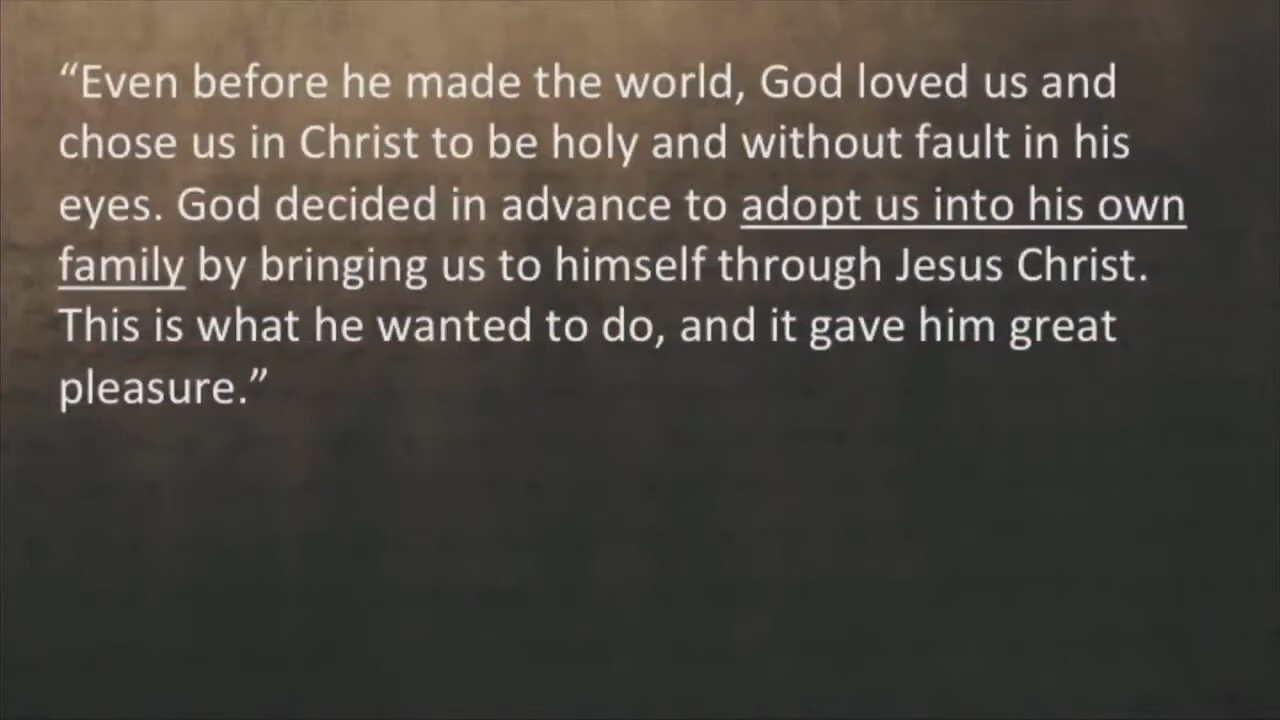 “Even before he made the world, God loved us and
chose us in Christ to be holy and without fault in his
eyes. God decided in advance to adopt us into his own
family by bringing us to himself through Jesus Christ.
This is what he wanted to do, and it gave him great
pleasure.”